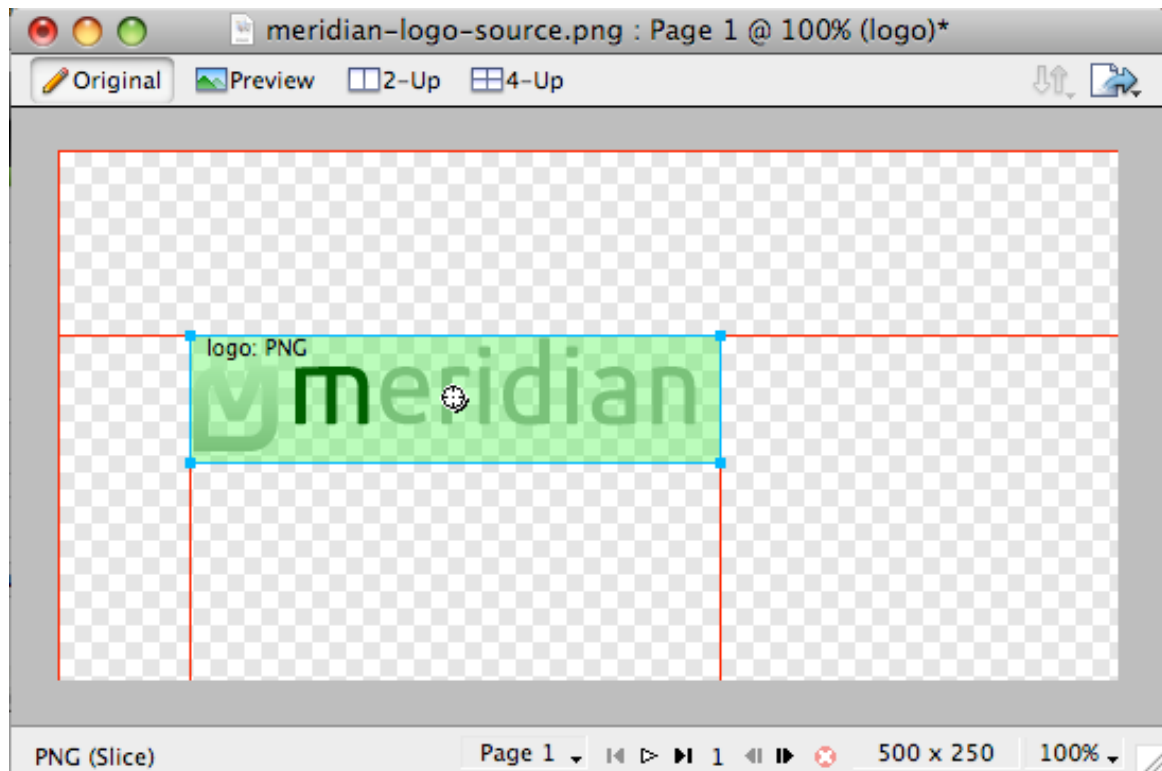 meridian-logo-source.png : Page 1 @ 100% (logo)*
Original Preview 2-Up 4-Up
logo: PNG
meridian
PNG (Slice) Page 1 1 500 x 250 100%